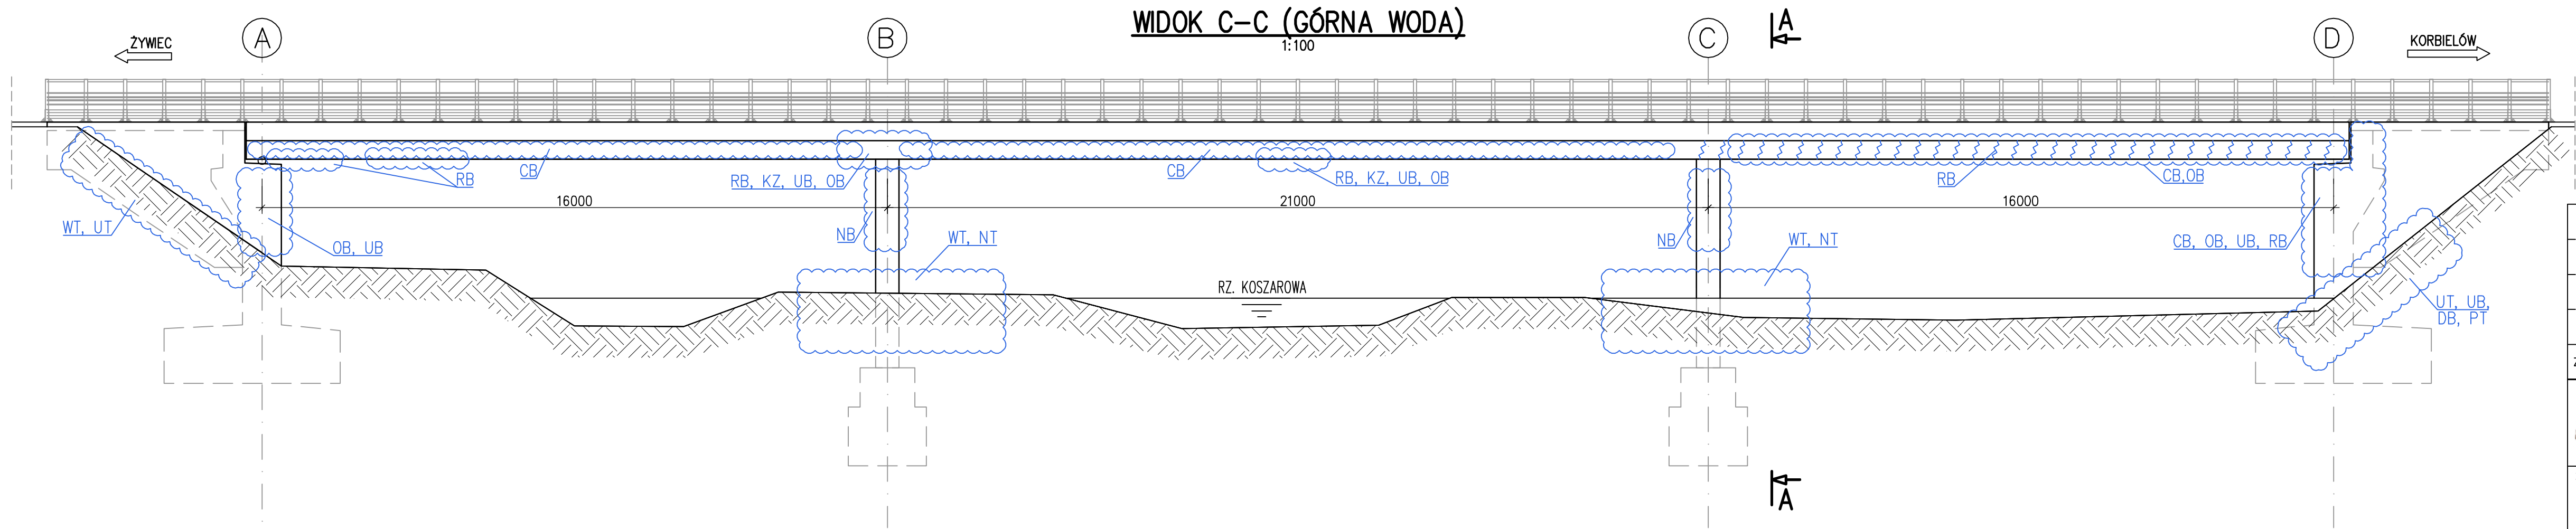 WIDOK C-C (GÓRNA WODA)
1:100
ŻYWIEC
A
B
C
A
D
KORBIELÓW
RB
CB
RB, KZ, UB, OB
CB
RB, KZ, UB, OB
RB
CB,OB
16000
21000
16000
WT, UT
OB, UB
NB
WT, NT
NB
WT, NT
CB, OB, UB, RB
RZ. KOSZAROWA
UT, UB,
DB, PT
A